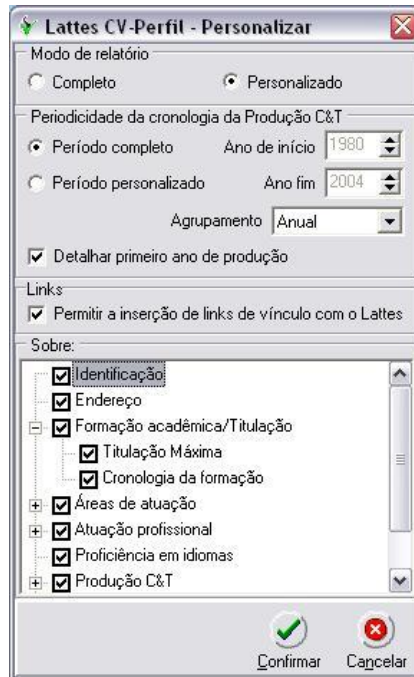 Lattes CV-Perfil - Personalizar
Modo de relatório
Completo Personalizado
Periodicidade da cronologia da Produção C&T
Período completo Ano de início 1980
Período personalizado Ano fim 2004
Agrupamento Anual
Detalhar primeiro ano de produção
Links
Permitir a inserção de links de vínculo com o Lattes
Sobre:
Identificação
Endereço
Formação acadêmica/Titulação
Titulação Máxima
Cronologia da formação
Áreas de atuação
Atuação profissional
Proficiência em idiomas
Produção C&T
Confirmar Cancelar